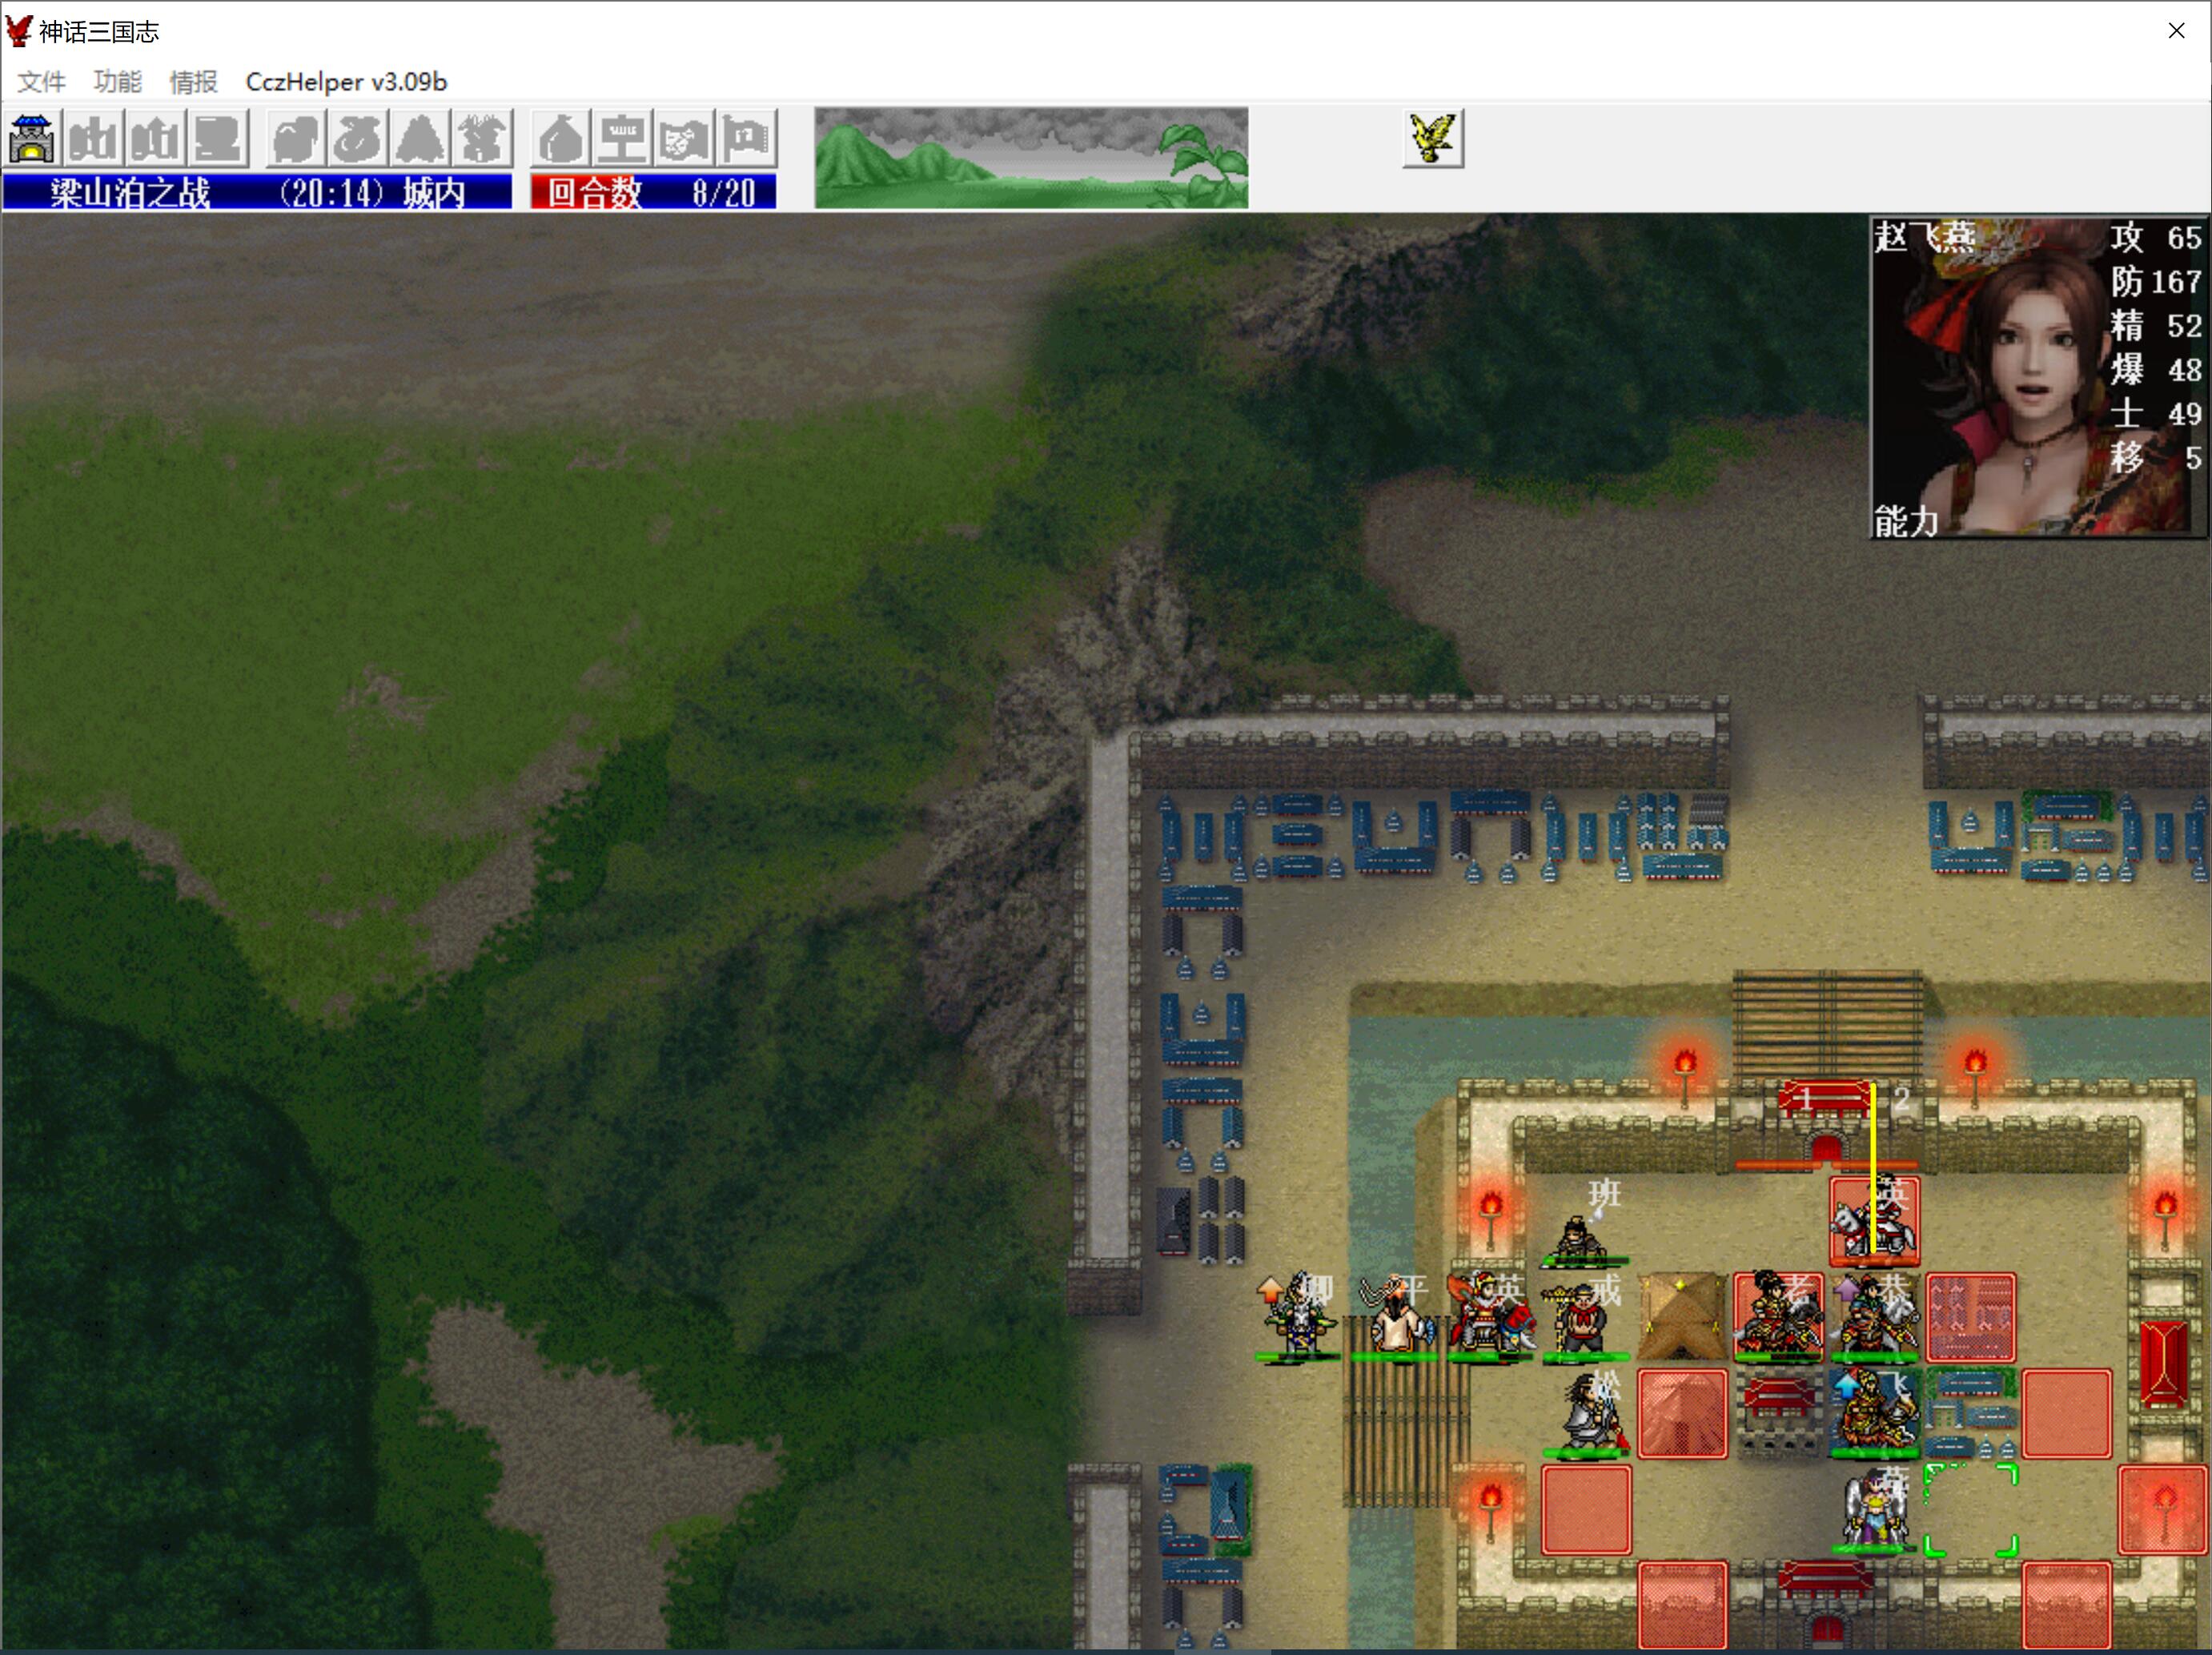 神话三国志
文件 功能 情报 CczHelper v3.09b
梁山泊之战 (20:14) 城内 回合数 8/20
赵飞燕 攻 65
防 167
精 52
爆 48
士 49
移 5
能力
1 2
班 英
卿 平 英 戒 老 恭
松 飞
燕